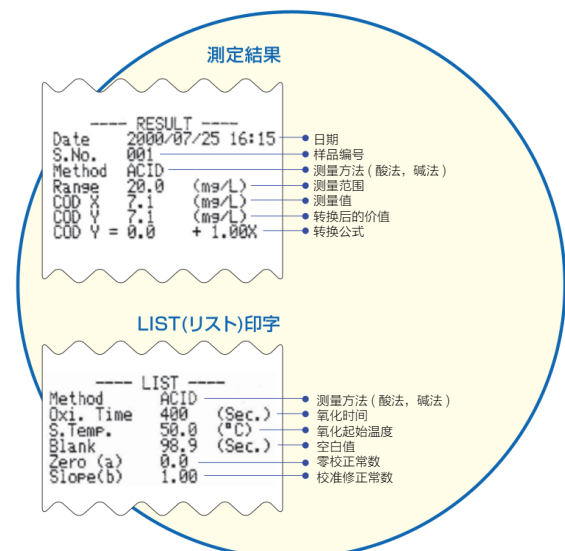 測定結果
---- RESULT ----
Date 2000/07/25 16:15 日期
S.No. 001 样品编号
Method ACID 测量方法 ( 酸法，碱法 )
Range 20.0 (mg/L) 测量范围
COD X 7.1 (mg/L) 测量值
COD Y 7.1 (mg/L) 转换后的价值
COD Y = 0.0 + 1.00X 转换公式
LIST(リスト)印字
---- LIST ----
Method ACID 测量方法 ( 酸法，碱法 )
Oxi. Time 400 (Sec.) 氧化时间
S.Temp. 50.0 (°C) 氧化起始温度
Blank 98.9 (Sec.) 空白值
Zero (a) 0.0 零校正常数
Slope(b) 1.00 校准修正常数